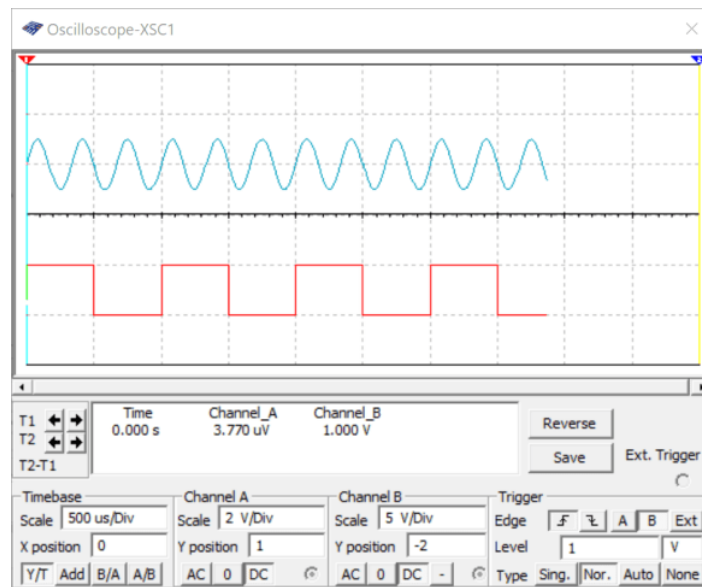 Oscilloscope-XSC1
T1
T2
T2-T1
Time Channel_A Channel_B
0.000 s 3.770 uV 1.000 V
Reverse
Save
Ext. Trigger
Timebase
Scale 500 us/Div
X position 0
Y/T Add B/A A/B
Channel A
Scale 2 V/Div
Y position 1
AC 0 DC
Channel B
Scale 5 V/Div
Y position -2
AC 0 DC -
Trigger
Edge A B Ext
Level 1 V
Type Sing. Nor. Auto None